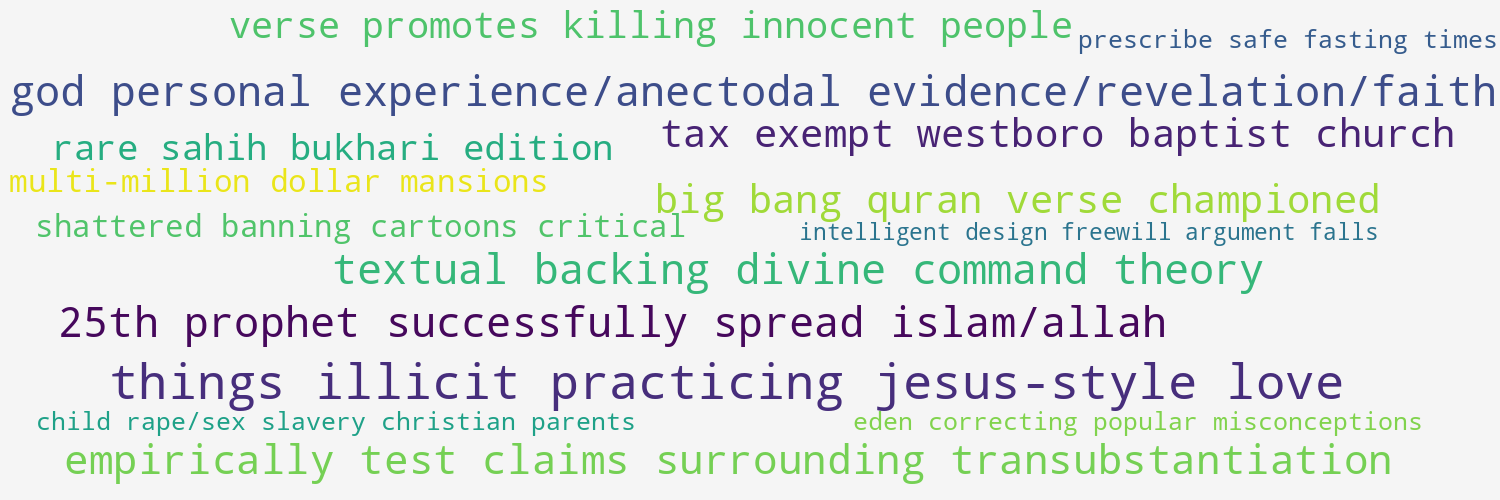 verse promotes killing innocent people
prescribe safe fasting times
god personal experience/anectodal evidence/revelation/faith
tax exempt westboro baptist church
rare sahih bukhari edition
multi-million dollar mansions
big bang quran verse championed
shattered banning cartoons critical
intelligent design freewill argument falls
textual backing divine command theory
25th prophet successfully spread islam/allah
things illicit practicing jesus-style love
child rape/sex slavery christian parents
eden correcting popular misconceptions
empirically test claims surrounding transubstantiation